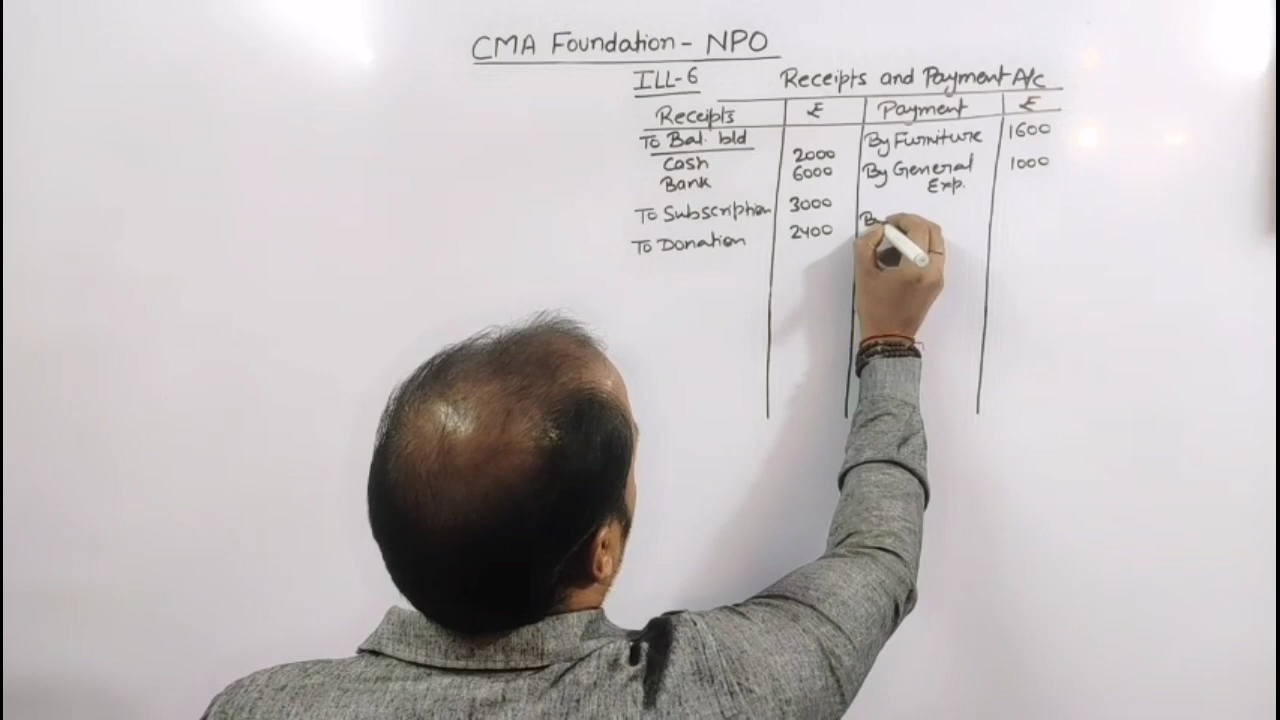 CMA Foundation - NPO
ILL-6 Receipts and Payment A/c
Receipts ₹ Payment ₹
To Bal. bld By Furniture 1600
Cash 2000 By General 1000
Bank 6000 Exp.
To Subscription 3000
To Donation 2400